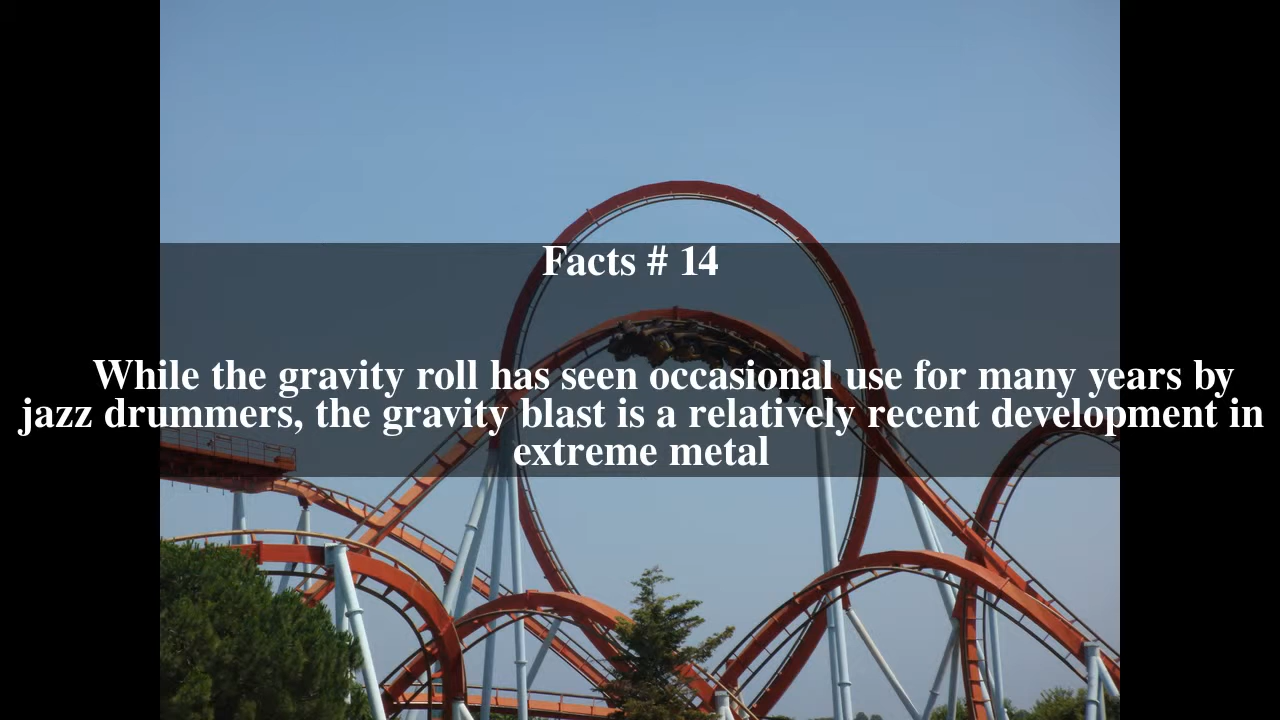 Facts # 14
While the gravity roll has seen occasional use for many years by
jazz drummers, the gravity blast is a relatively recent development in
extreme metal